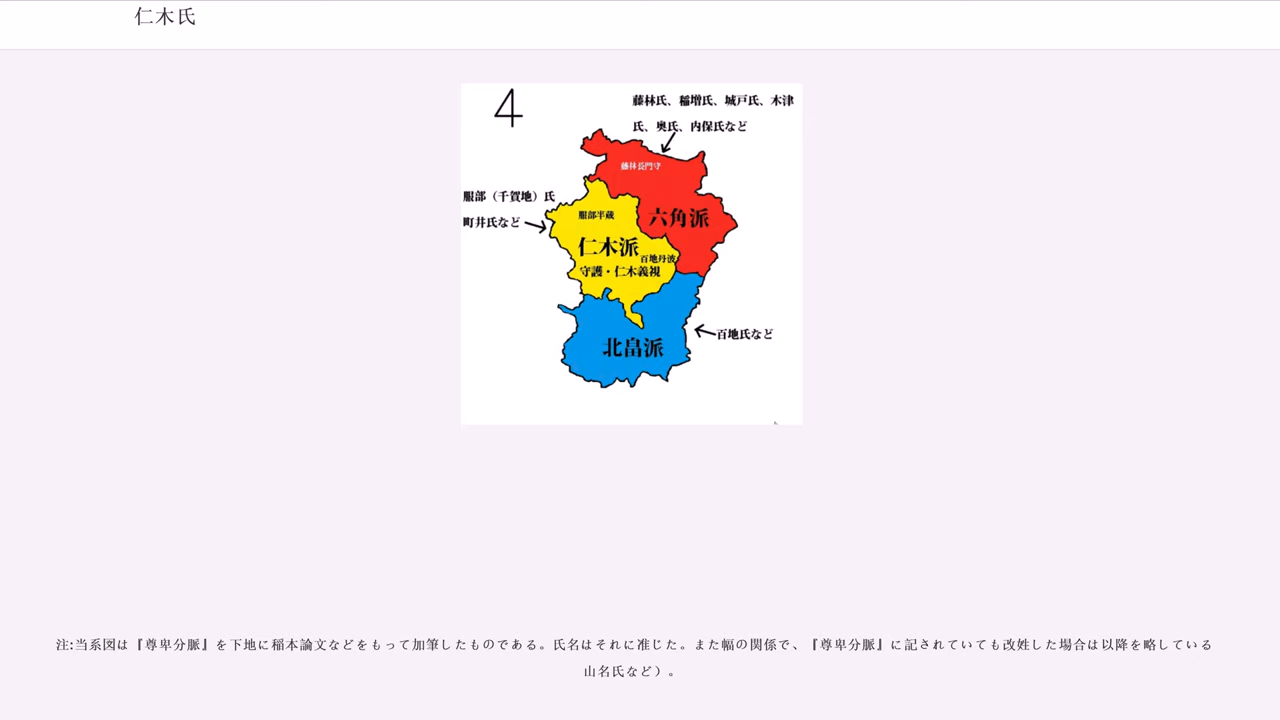 仁木氏
4
藤林氏、稲増氏、城戸氏、木津
氏、奥氏、内保氏など
藤林長門守
服部（千賀地）氏
町井氏など
服部半蔵
六角派
仁木派
百地丹波
守護・仁木義視
北畠派
百地氏など
注:当系図は『尊卑分脈』を下地に稲本論文などをもって加筆したものである。氏名はそれに准じた。また幅の関係で、『尊卑分脈』に記されていても改姓した場合は以降を略している
山名氏など）。